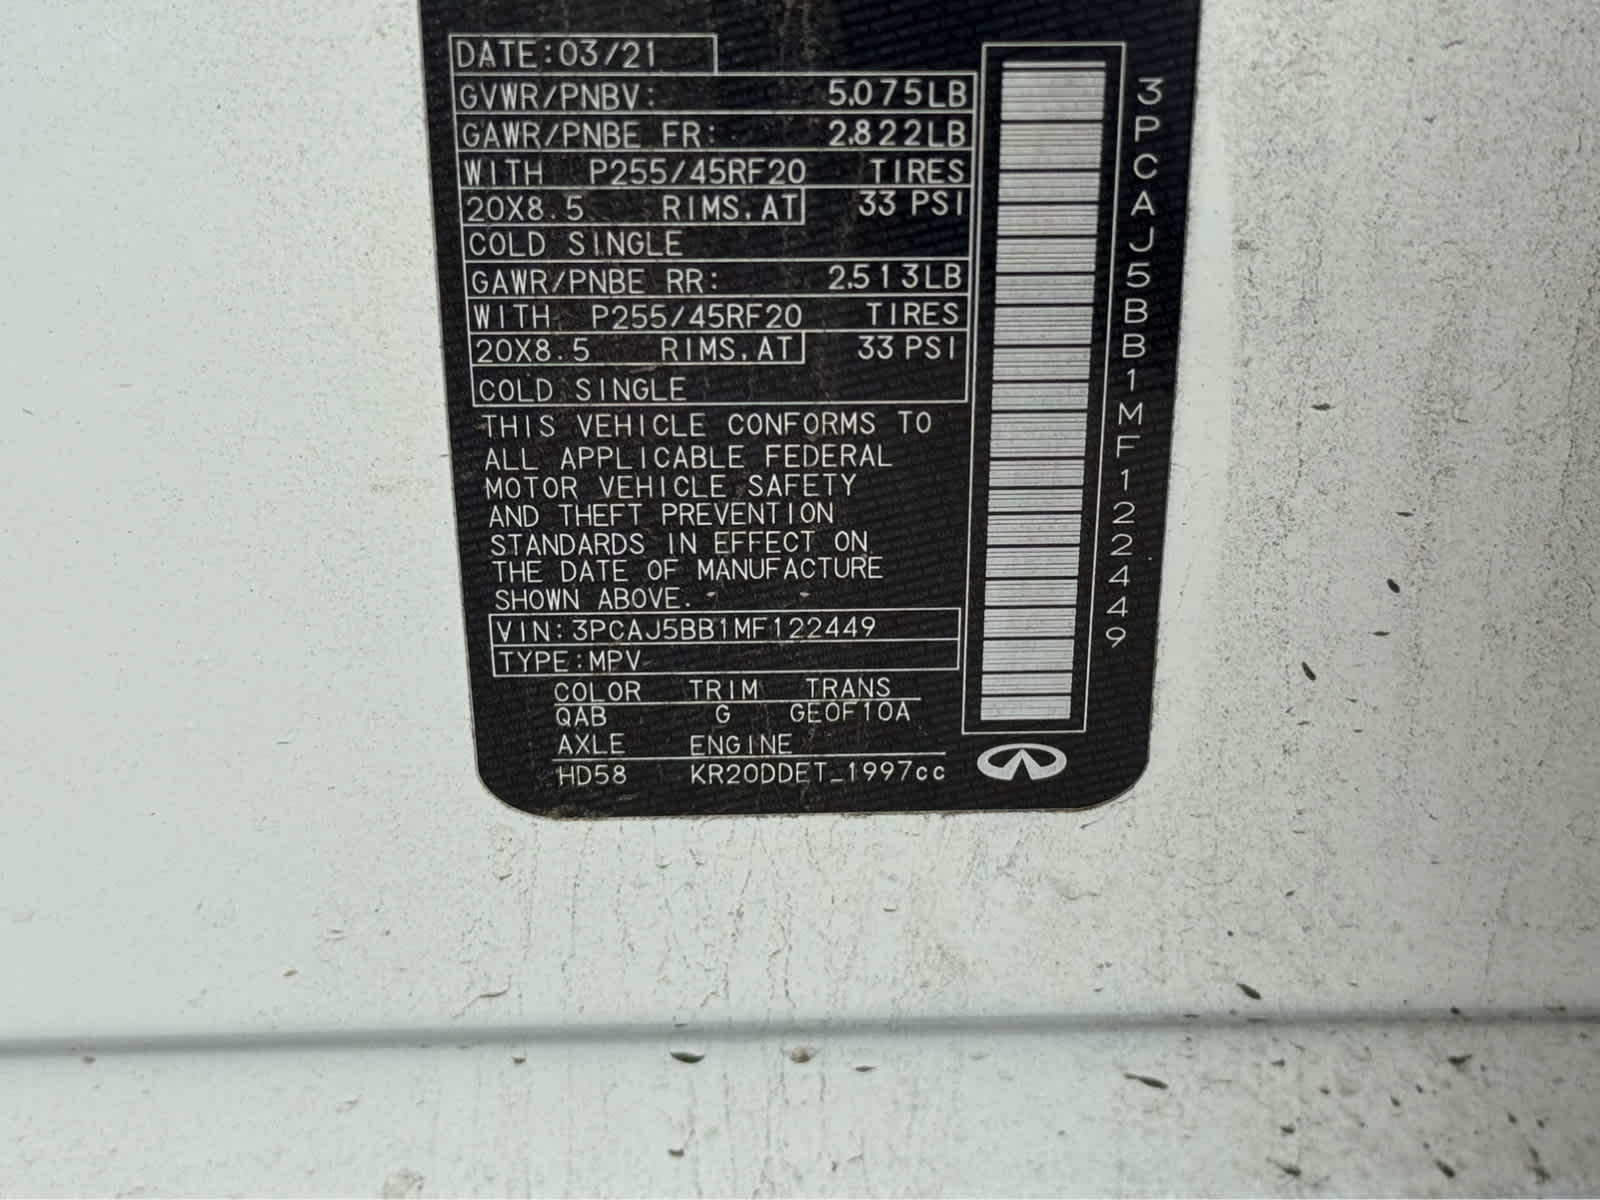 DATE:03/21
GVWR/PNBV: 5,075LB
GAWR/PNBE FR: 2,822LB
WITH P255/45RF20 TIRES
20X8.5 RIMS,AT 33 PSI
COLD SINGLE
GAWR/PNBE RR: 2,513LB
WITH P255/45RF20 TIRES
20X8.5 RIMS,AT 33 PSI
COLD SINGLE
THIS VEHICLE CONFORMS TO
ALL APPLICABLE FEDERAL
MOTOR VEHICLE SAFETY
AND THEFT PREVENTION
STANDARDS IN EFFECT ON
THE DATE OF MANUFACTURE
SHOWN ABOVE.
VIN:3PCAJ5BB1MF122449
TYPE:MPV
COLOR TRIM TRANS
QAB G GE0F10A
AXLE ENGINE
HD58 KR20DDET_1997cc
3PCAJ5BB1MF122449